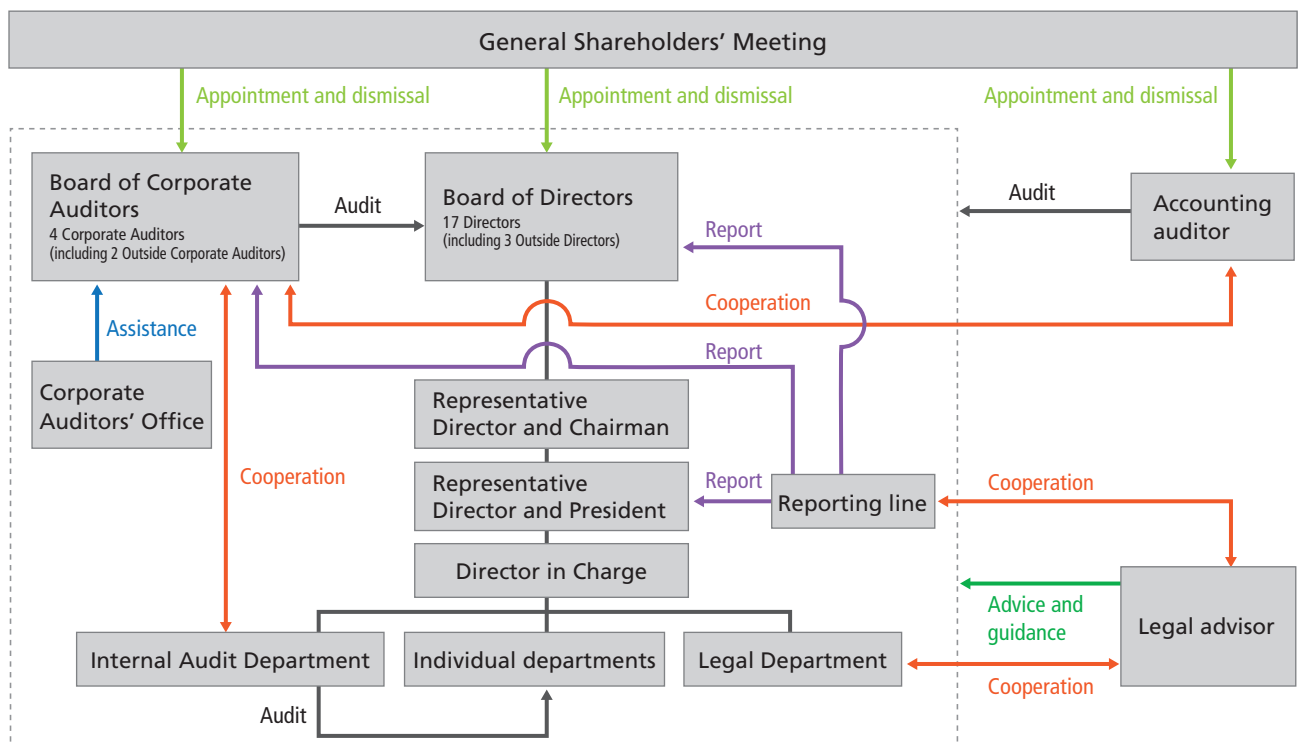 General Shareholders’ Meeting
Appointment and dismissal
Appointment and dismissal
Appointment and dismissal
Board of Corporate
Auditors
4 Corporate Auditors
(including 2 Outside Corporate Auditors)
Audit
Board of Directors
17 Directors
(including 3 Outside Directors)
Report
Audit
Accounting
auditor
Cooperation
Assistance
Report
Corporate
Auditors’ Office
Representative
Director and Chairman
Cooperation
Representative
Director and President
Report
Reporting line
Cooperation
Director in Charge
Advice and
guidance
Legal advisor
Internal Audit Department
Individual departments
Legal Department
Cooperation
Audit